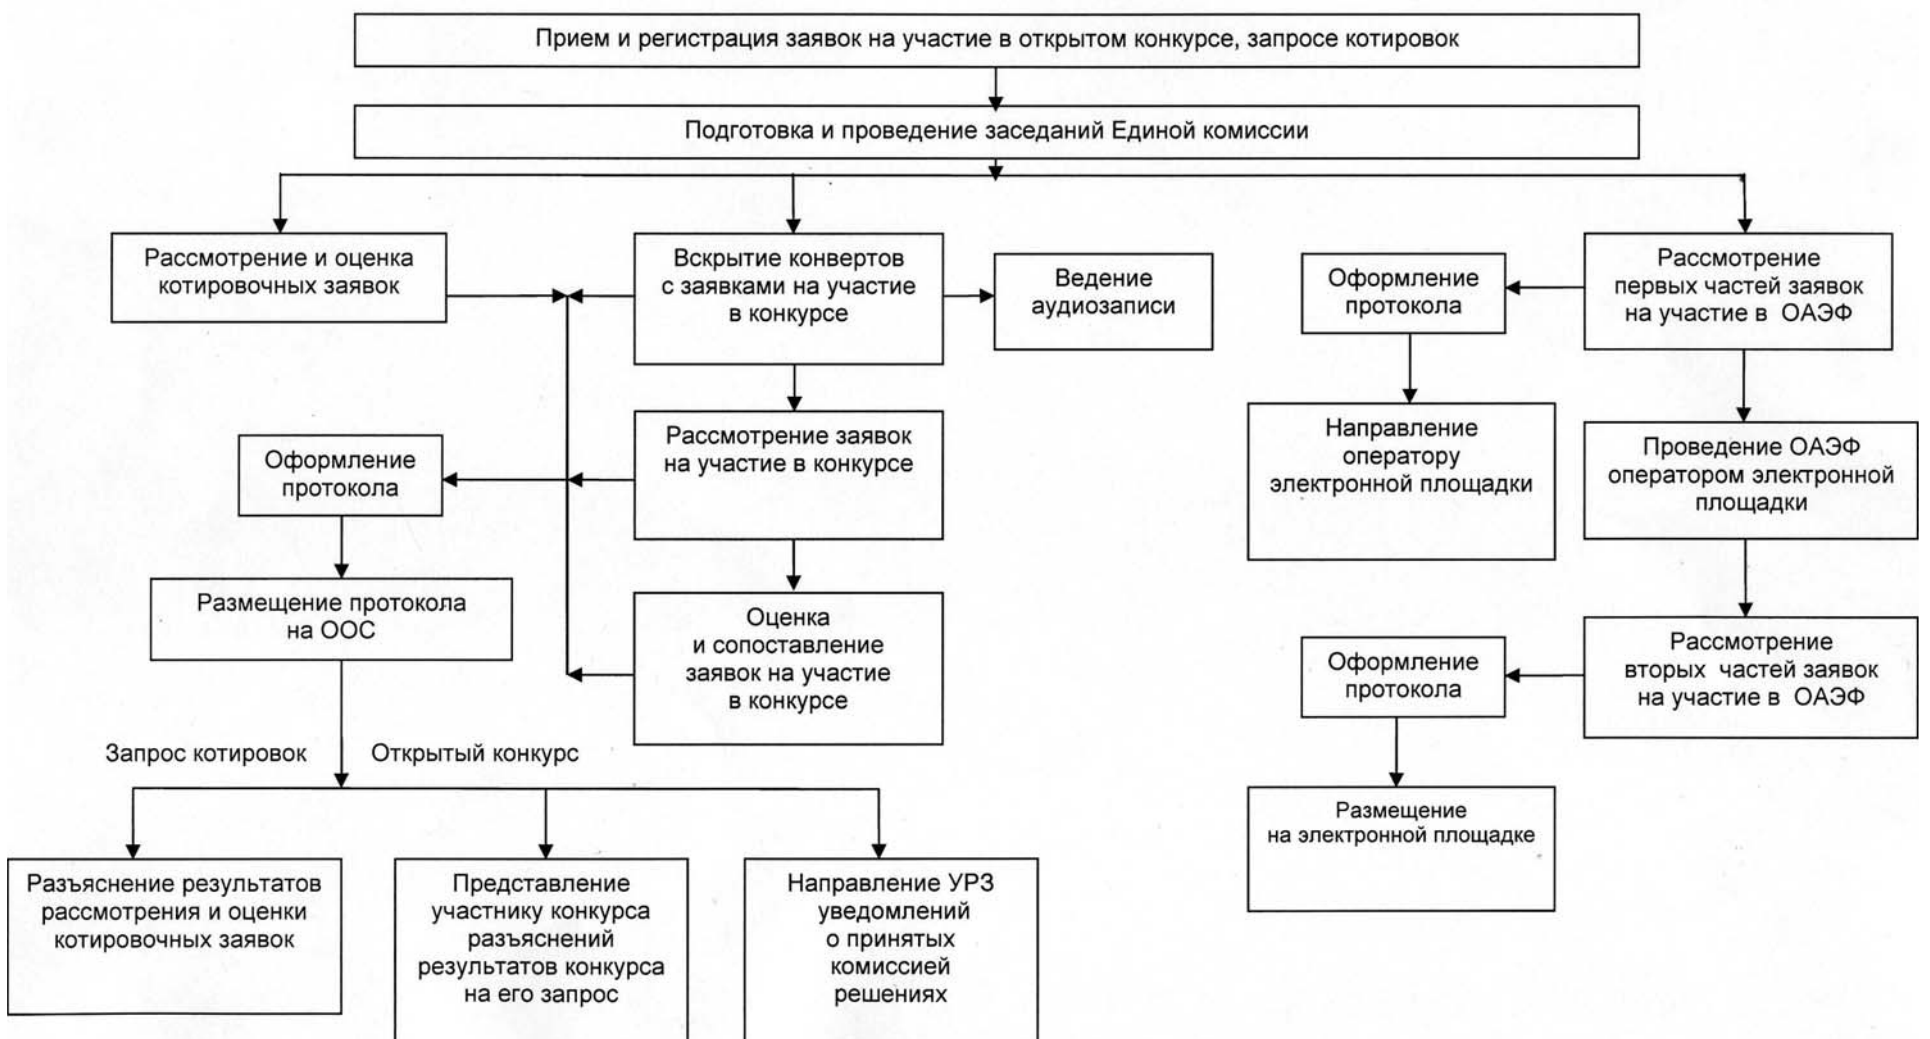 Прием и регистрация заявок на участие в открытом конкурсе, запросе котировок
Подготовка и проведение заседаний Единой комиссии
Рассмотрение и оценка
котировочных заявок
Вскрытие конвертов
с заявками на участие
в конкурсе
Ведение
аудиозаписи
Оформление
протокола
Рассмотрение
первых частей заявок
на участие в ОАЭФ
Оформление
протокола
Рассмотрение заявок
на участие в конкурсе
Направление
оператору
электронной площадки
Проведение ОАЭФ
оператором электронной
площадки
Размещение протокола
на ООС
Оценка
и сопоставление
заявок на участие
в конкурсе
Оформление
протокола
Рассмотрение
вторых частей заявок
на участие в ОАЭФ
Запрос котировок
Открытый конкурс
Размещение
на электронной площадке
Разъяснение результатов
рассмотрения и оценки
котировочных заявок
Представление
участнику конкурса
разъяснений
результатов конкурса
на его запрос
Направление УРЗ
уведомлений
о принятых
комиссией
решениях